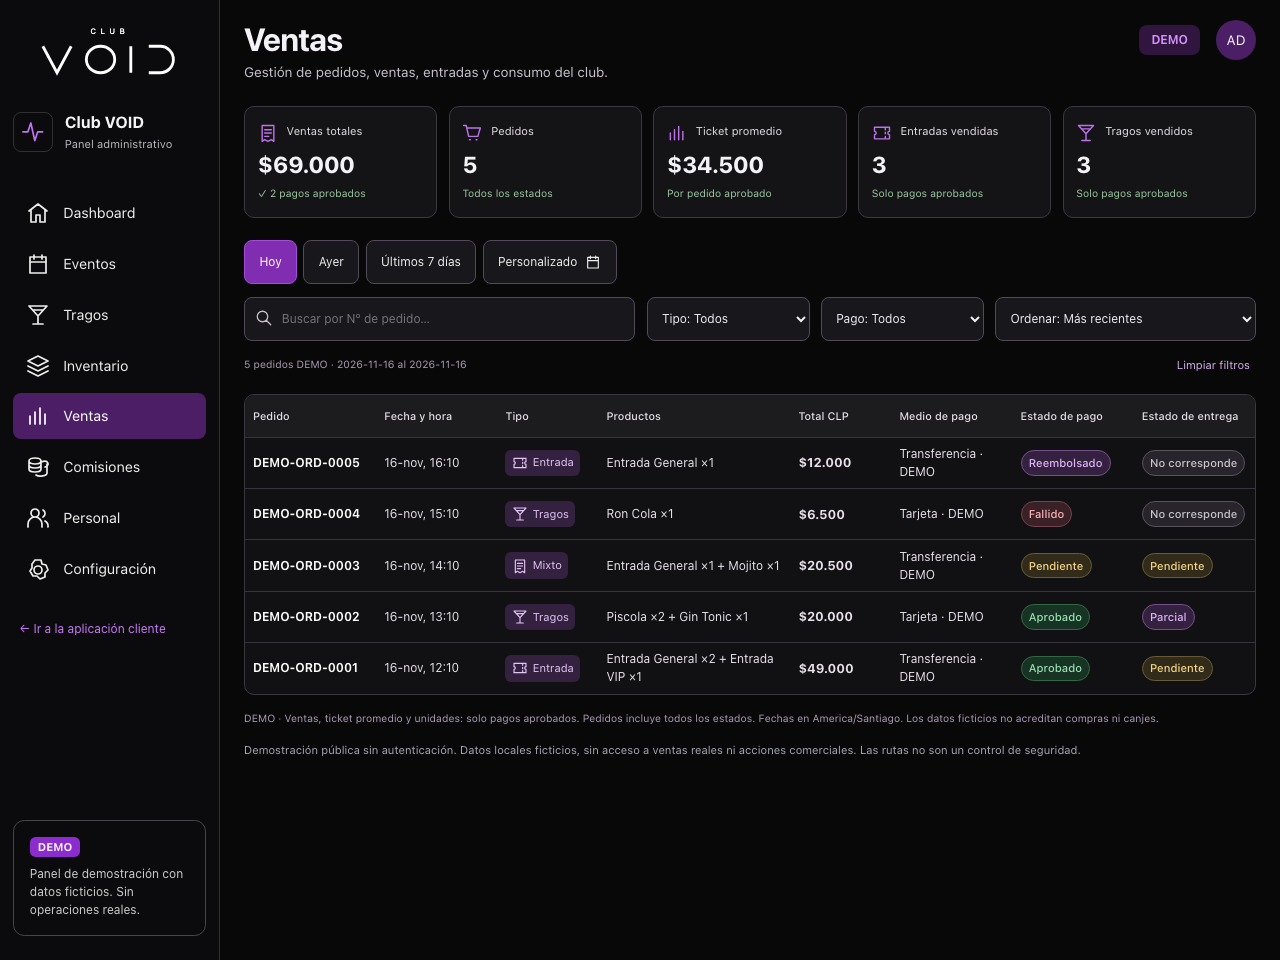 CLUB
VOID
Club VOID
Panel administrativo
Dashboard
Eventos
Tragos
Inventario
Ventas
Comisiones
Personal
Configuración
← Ir a la aplicación cliente
DEMO
Panel de demostración con
datos ficticios. Sin
operaciones reales.
Ventas
Gestión de pedidos, ventas, entradas y consumo del club.
DEMO
AD
Ventas totales
$69.000
✓ 2 pagos aprobados
Pedidos
5
Todos los estados
Ticket promedio
$34.500
Por pedido aprobado
Entradas vendidas
3
Solo pagos aprobados
Tragos vendidos
3
Solo pagos aprobados
Hoy
Ayer
Últimos 7 días
Personalizado
Buscar por N° de pedido...
Tipo: Todos
Pago: Todos
Ordenar: Más recientes
5 pedidos DEMO · 2026-11-16 al 2026-11-16
Limpiar filtros
Pedido Fecha y hora Tipo Productos Total CLP Medio de pago Estado de pago Estado de entrega
DEMO-ORD-0005 16-nov, 16:10 Entrada Entrada General ×1 $12.000 Transferencia · DEMO Reembolsado No corresponde
DEMO-ORD-0004 16-nov, 15:10 Tragos Ron Cola ×1 $6.500 Tarjeta · DEMO Fallido No corresponde
DEMO-ORD-0003 16-nov, 14:10 Mixto Entrada General ×1 + Mojito ×1 $20.500 Transferencia · DEMO Pendiente Pendiente
DEMO-ORD-0002 16-nov, 13:10 Tragos Piscola ×2 + Gin Tonic ×1 $20.000 Tarjeta · DEMO Aprobado Parcial
DEMO-ORD-0001 16-nov, 12:10 Entrada Entrada General ×2 + Entrada VIP ×1 $49.000 Transferencia · DEMO Aprobado Pendiente
DEMO · Ventas, ticket promedio y unidades: solo pagos aprobados. Pedidos incluye todos los estados. Fechas en America/Santiago. Los datos ficticios no acreditan compras ni canjes.
Demostración pública sin autenticación. Datos locales ficticios, sin acceso a ventas reales ni acciones comerciales. Las rutas no son un control de seguridad.